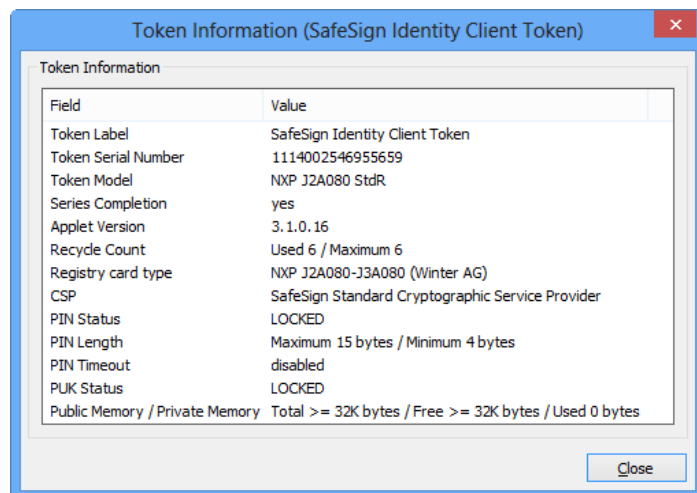 Token Information (SafeSign Identity Client Token)
Token Information
Field Value
Token Label SafeSign Identity Client Token
Token Serial Number 1114002546955659
Token Model NXP J2A080 StdR
Series Completion yes
Applet Version 3.1.0.16
Recycle Count Used 6 / Maximum 6
Registry card type NXP J2A080-J3A080 (Winter AG)
CSP SafeSign Standard Cryptographic Service Provider
PIN Status LOCKED
PIN Length Maximum 15 bytes / Minimum 4 bytes
PIN Timeout disabled
PUK Status LOCKED
Public Memory / Private Memory Total >= 32K bytes / Free >= 32K bytes / Used 0 bytes
Close